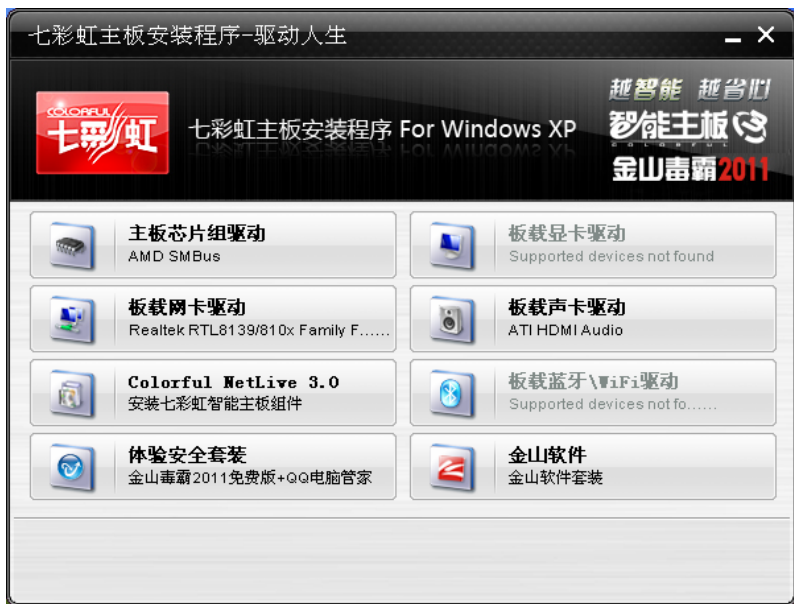 七彩虹主板安装程序-驱动人生
越智能 越省心
COLORFUL
七彩虹
七彩虹主板安装程序 For Windows XP
智能主板
COLORFUL
金山毒霸2011
主板芯片组驱动
AMD SMBus
板载显卡驱动
Supported devices not found
板载网卡驱动
Realtek RTL8139/810x Family F......
板载声卡驱动
ATI HDMI Audio
Colorful NetLive 3.0
安装七彩虹智能主板组件
板载蓝牙\WiFi驱动
Supported devices not fo......
体验安全套装
金山毒霸2011免费版+QQ电脑管家
金山软件
金山软件套装